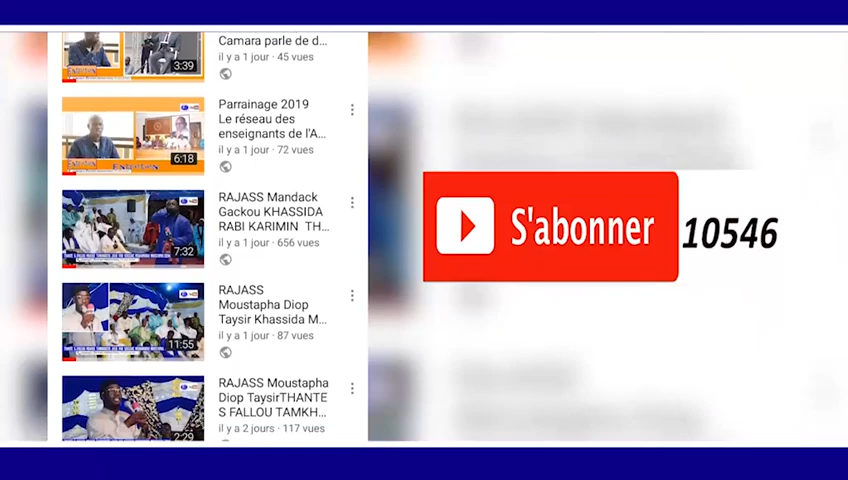 Camara parle de d...
il y a 1 jour · 45 vues
3:39
Parrainage 2019
Le réseau des
enseignants de l'A...
il y a 1 jour · 72 vues
6:18
RAJASS Mandack
Gackou KHASSIDA
RABI KARIMIN TH...
il y a 1 jour · 656 vues
7:32
RAJASS
Moustapha Diop
Taysir Khassida M...
il y a 1 jour · 87 vues
11:55
RAJASS Moustapha
Diop TaysirTHANTE
S FALLOU TAMKH...
il y a 2 jours · 117 vues
2:29
S'abonner
10546